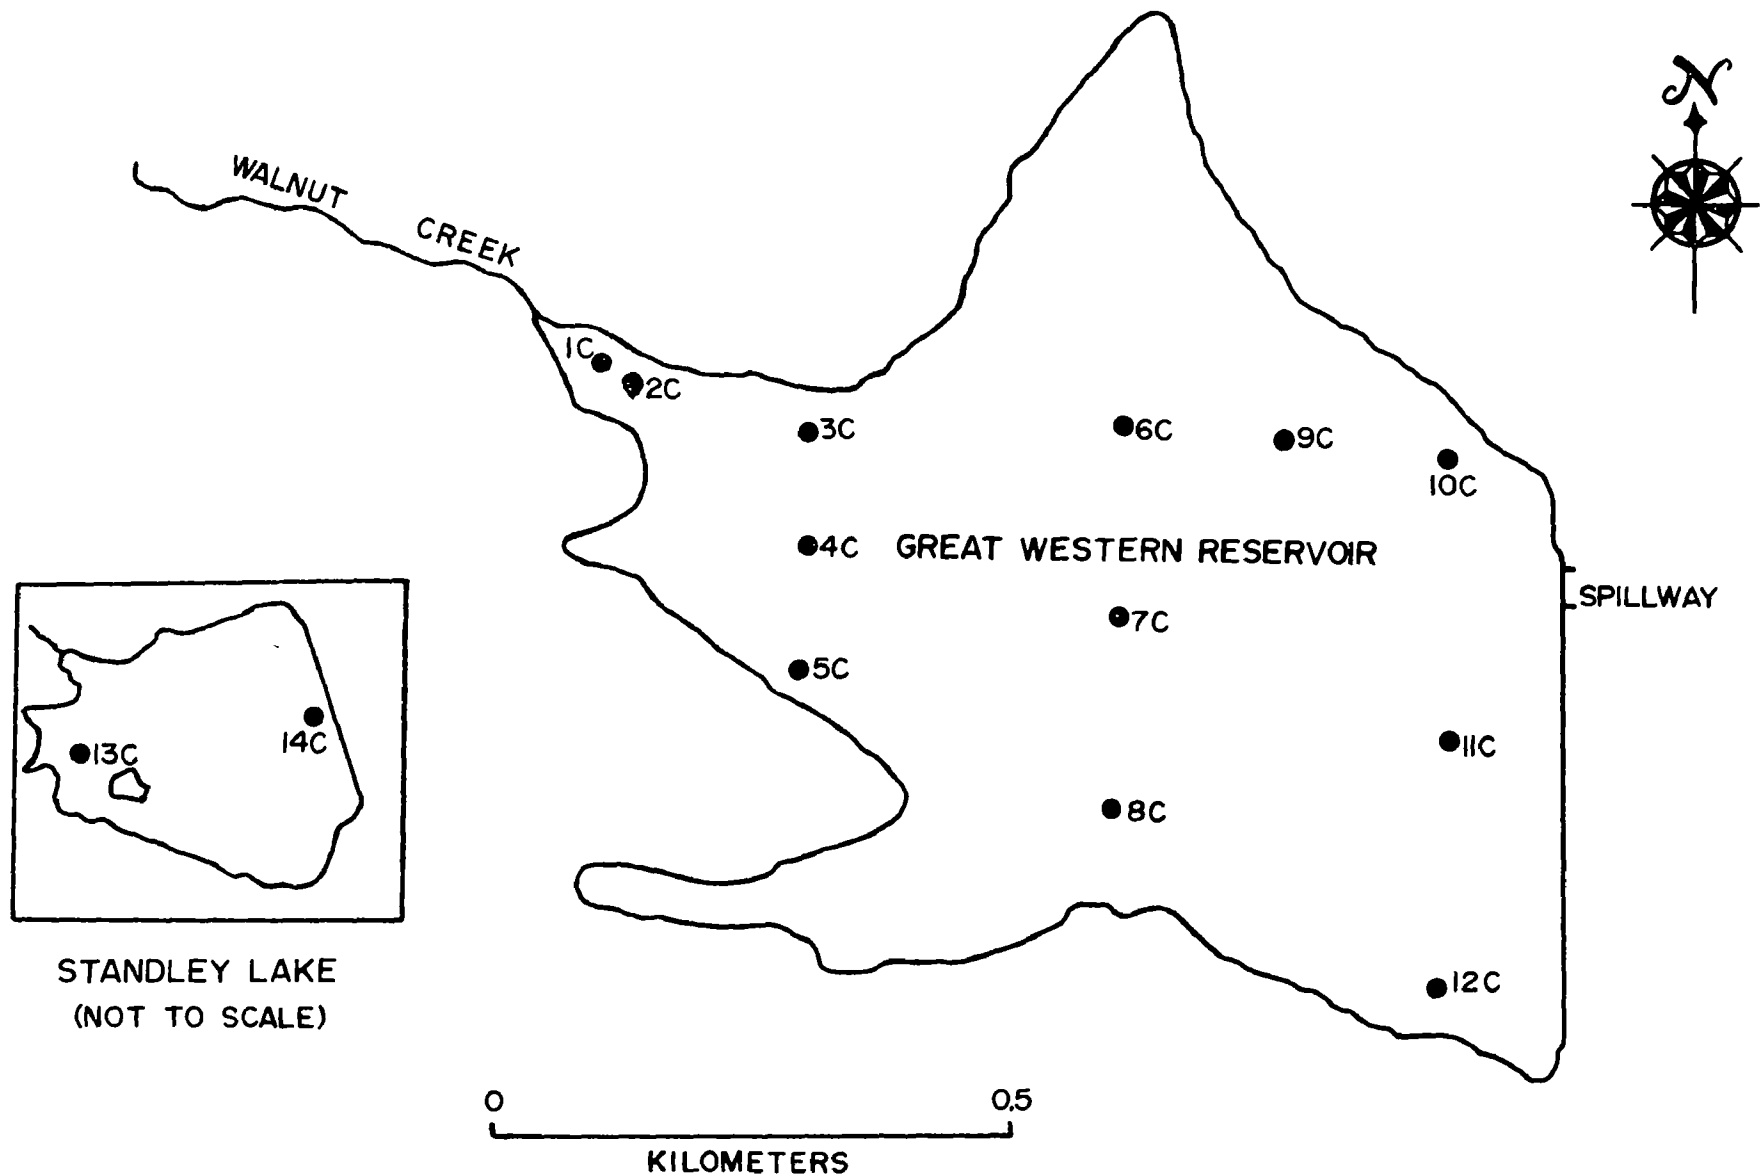 N
WALNUT CREEK
1C
2C
3C
6C
9C
10C
4C
GREAT WESTERN RESERVOIR
SPILLWAY
7C
5C
11C
8C
12C
13C
14C
STANDLEY LAKE
(NOT TO SCALE)
0 0.5
KILOMETERS